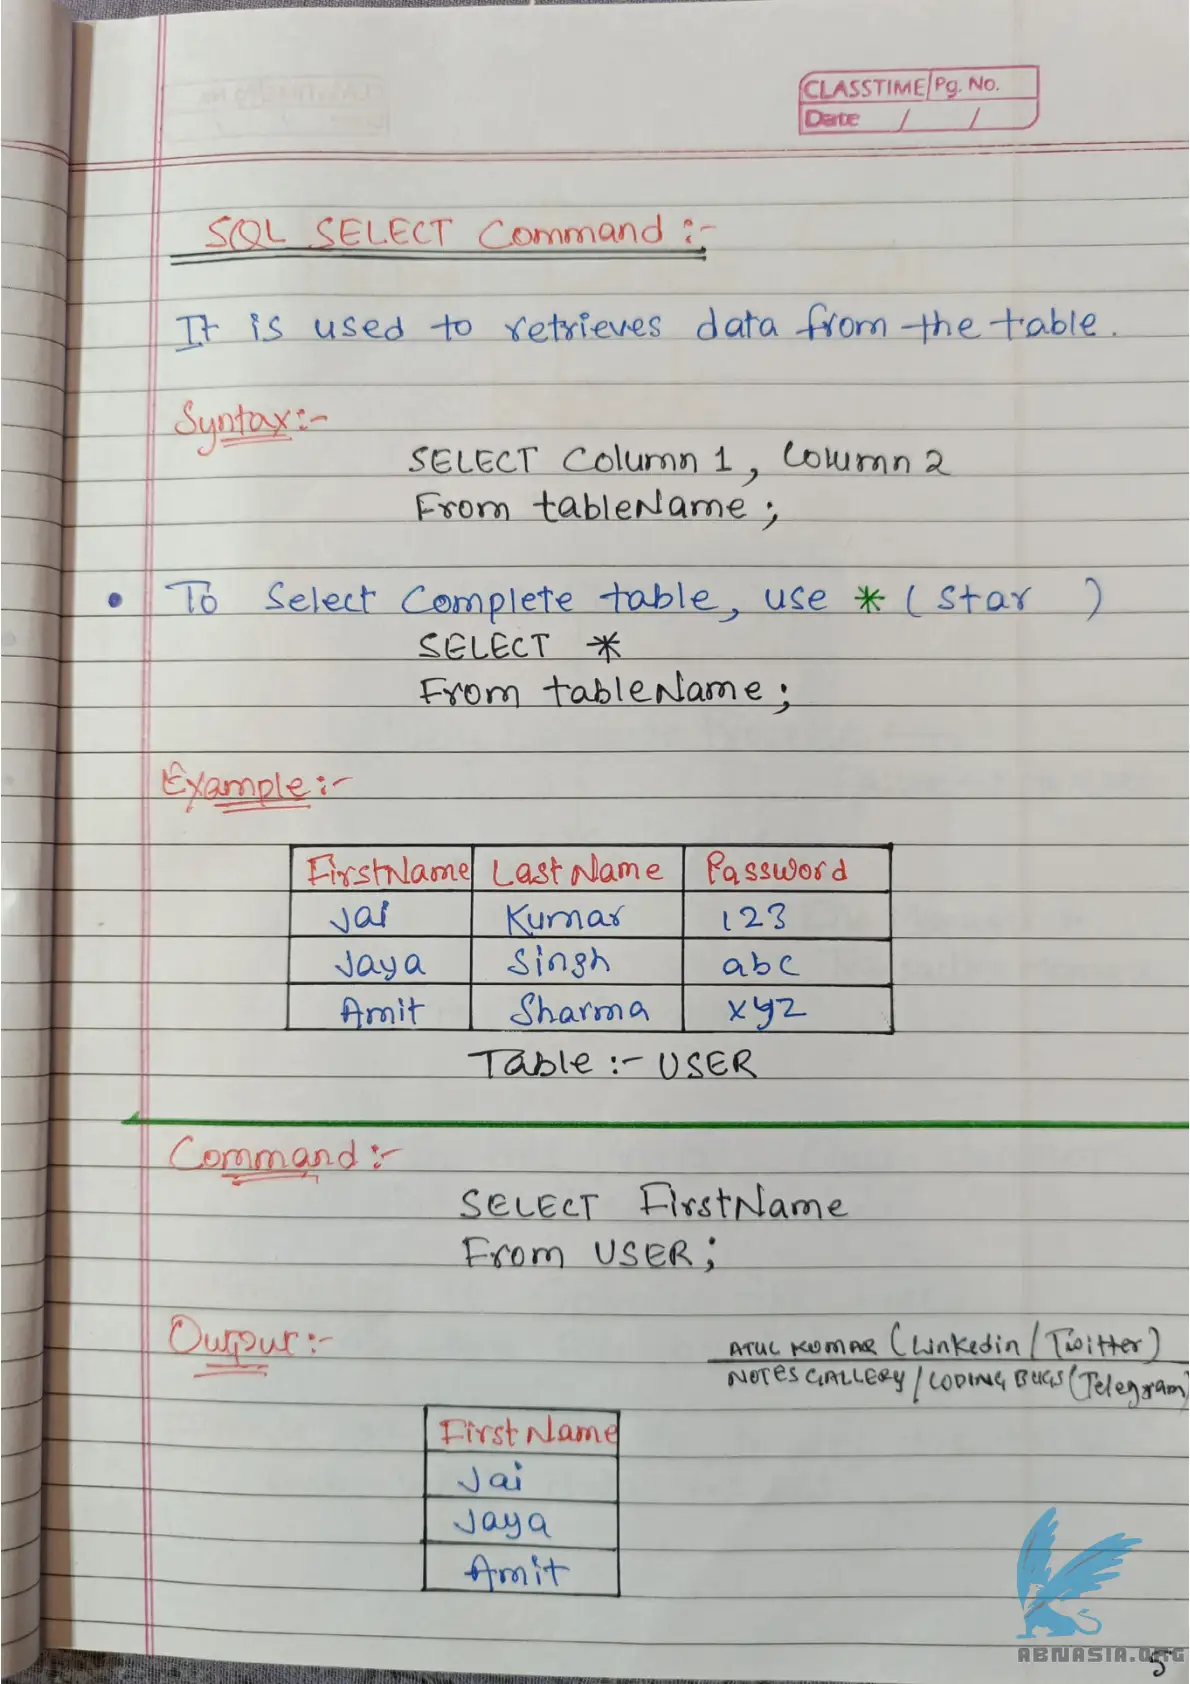 CLASSTIME Pg. No.
Date / /
SQL SELECT Command :-
It is used to retrieves data from the table.
Syntax:-
SELECT Column 1, Column 2
From tableName ;
• To Select Complete table, use * ( Star )
SELECT *
From tableName ;
Example :-
FirstName LastName Password
Jai Kumar 123
Jaya Singh abc
Amit Sharma xyz
Table :- USER
Command :-
SELECT FirstName
From USER ;
Output :-
ATUL KUMAR (Linkedin / Twitter)
NOTES GALLERY / CODING BUGS (Telegram)
FirstName
Jai
Jaya
Amit
ABNASIA.ORG
5